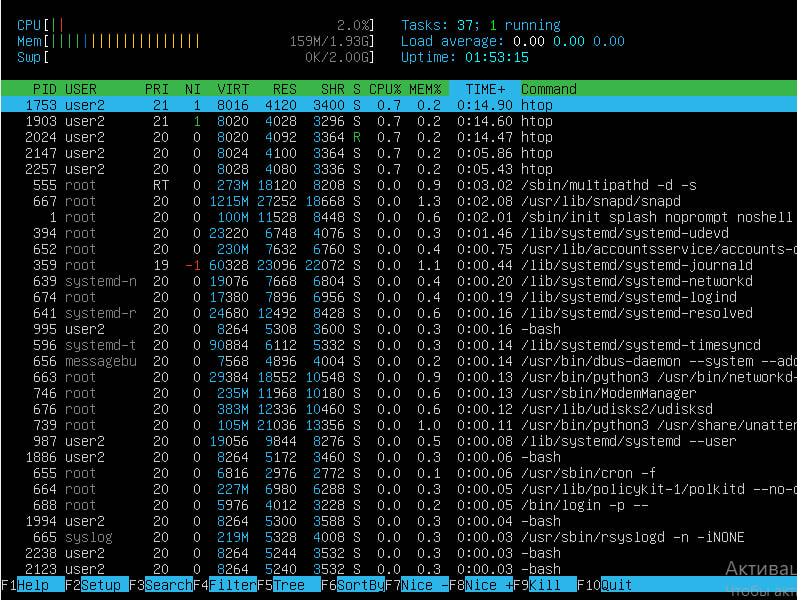 CPU[|| 2.0%] Tasks: 37; 1 running
Mem[||||||||||||||||||| 159M/1.93G] Load average: 0.00 0.00 0.00
Swp[ 0K/2.00G] Uptime: 01:53:15
PID USER PRI NI VIRT RES SHR S CPU% MEM% TIME+ Command
1753 user2 21 1 8016 4120 3400 S 0.7 0.2 0:14.90 htop
1903 user2 21 1 8020 4028 3296 S 0.7 0.2 0:14.60 htop
2024 user2 20 0 8020 4092 3364 R 0.7 0.2 0:14.47 htop
2147 user2 20 0 8024 4100 3364 S 0.7 0.2 0:05.86 htop
2257 user2 20 0 8028 4080 3336 S 0.7 0.2 0:05.43 htop
555 root RT 0 273M 18120 8208 S 0.0 0.9 0:03.02 /sbin/multipathd -d -s
667 root 20 0 1215M 27252 18668 S 0.0 1.3 0:02.08 /usr/lib/snapd/snapd
1 root 20 0 100M 11528 8448 S 0.0 0.6 0:02.01 /sbin/init splash noprompt noshell
394 root 20 0 23220 6748 4076 S 0.0 0.3 0:01.46 /lib/systemd/systemd-udevd
652 root 20 0 230M 7632 6760 S 0.0 0.4 0:00.75 /usr/lib/accountsservice/accounts-d
359 root 19 -1 60328 23096 22072 S 0.0 1.1 0:00.44 /lib/systemd/systemd-journald
639 systemd-n 20 0 19076 7668 6804 S 0.0 0.4 0:00.20 /lib/systemd/systemd-networkd
674 root 20 0 17380 7896 6956 S 0.0 0.4 0:00.19 /lib/systemd/systemd-logind
641 systemd-r 20 0 24680 12492 8428 S 0.0 0.6 0:00.16 /lib/systemd/systemd-resolved
995 user2 20 0 8264 5308 3600 S 0.0 0.3 0:00.15 -bash
596 systemd-t 20 0 90884 6112 5332 S 0.0 0.3 0:00.14 /lib/systemd/systemd-timesyncd
656 messagebu 20 0 7568 4896 4004 S 0.0 0.2 0:00.14 /usr/bin/dbus-daemon --system --add
663 root 20 0 29384 18552 10548 S 0.0 0.9 0:00.13 /usr/bin/python3 /usr/bin/networkd-
746 root 20 0 235M 11968 10180 S 0.0 0.6 0:00.13 /usr/sbin/ModemManager
676 root 20 0 383M 12336 10460 S 0.0 0.6 0:00.12 /usr/lib/udisks2/udisksd
739 root 20 0 105M 21036 13356 S 0.0 1.0 0:00.11 /usr/bin/python3 /usr/share/unatter
987 user2 20 0 19056 9844 8276 S 0.0 0.5 0:00.08 /lib/systemd/systemd --user
1886 user2 20 0 8264 5172 3460 S 0.0 0.3 0:00.06 -bash
655 root 20 0 6816 2976 2772 S 0.0 0.1 0:00.06 /usr/sbin/cron -f
664 root 20 0 227M 6980 6288 S 0.0 0.3 0:00.05 /usr/lib/policykit-1/polkitd --no-d
688 root 20 0 5976 4012 3228 S 0.0 0.2 0:00.05 /bin/login -p --
1994 user2 20 0 8264 5300 3588 S 0.0 0.3 0:00.04 -bash
665 syslog 20 0 219M 5328 4008 S 0.0 0.3 0:00.03 /usr/sbin/rsyslogd -n -iNONE
2238 user2 20 0 8264 5244 3532 S 0.0 0.3 0:00.03 -bash
2123 user2 20 0 8264 5240 3532 S 0.0 0.3 0:00.03 -bash
Активац
F1Help F2Setup F3SearchF4FilterF5Tree F6SortByF7Nice -F8Nice +F9Kill F10Quit